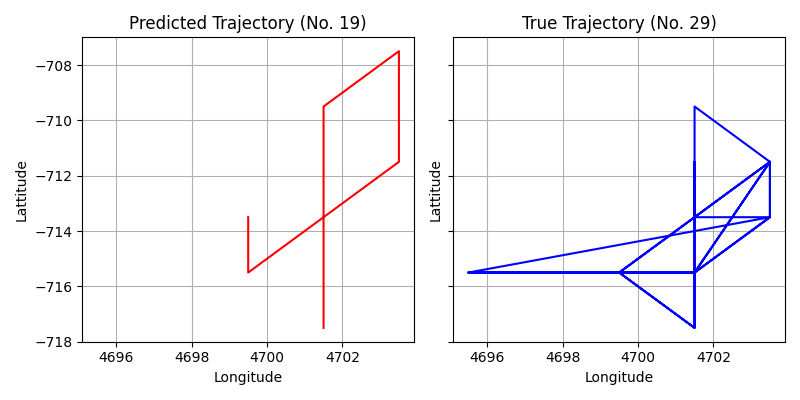 Predicted Trajectory (No. 19)
True Trajectory (No. 29)
−708
−710
−712
−714
−716
−718
Lattitude
Lattitude
4696 4698 4700 4702
4696 4698 4700 4702
Longitude
Longitude